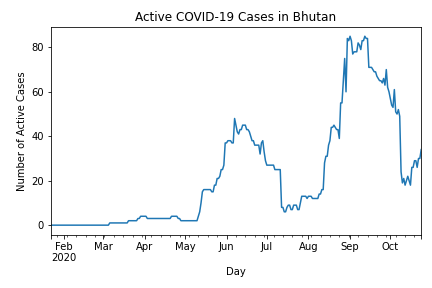 Active COVID-19 Cases in Bhutan
Number of Active Cases
80
60
40
20
0
Feb Mar Apr May Jun Jul Aug Sep Oct
2020
Day